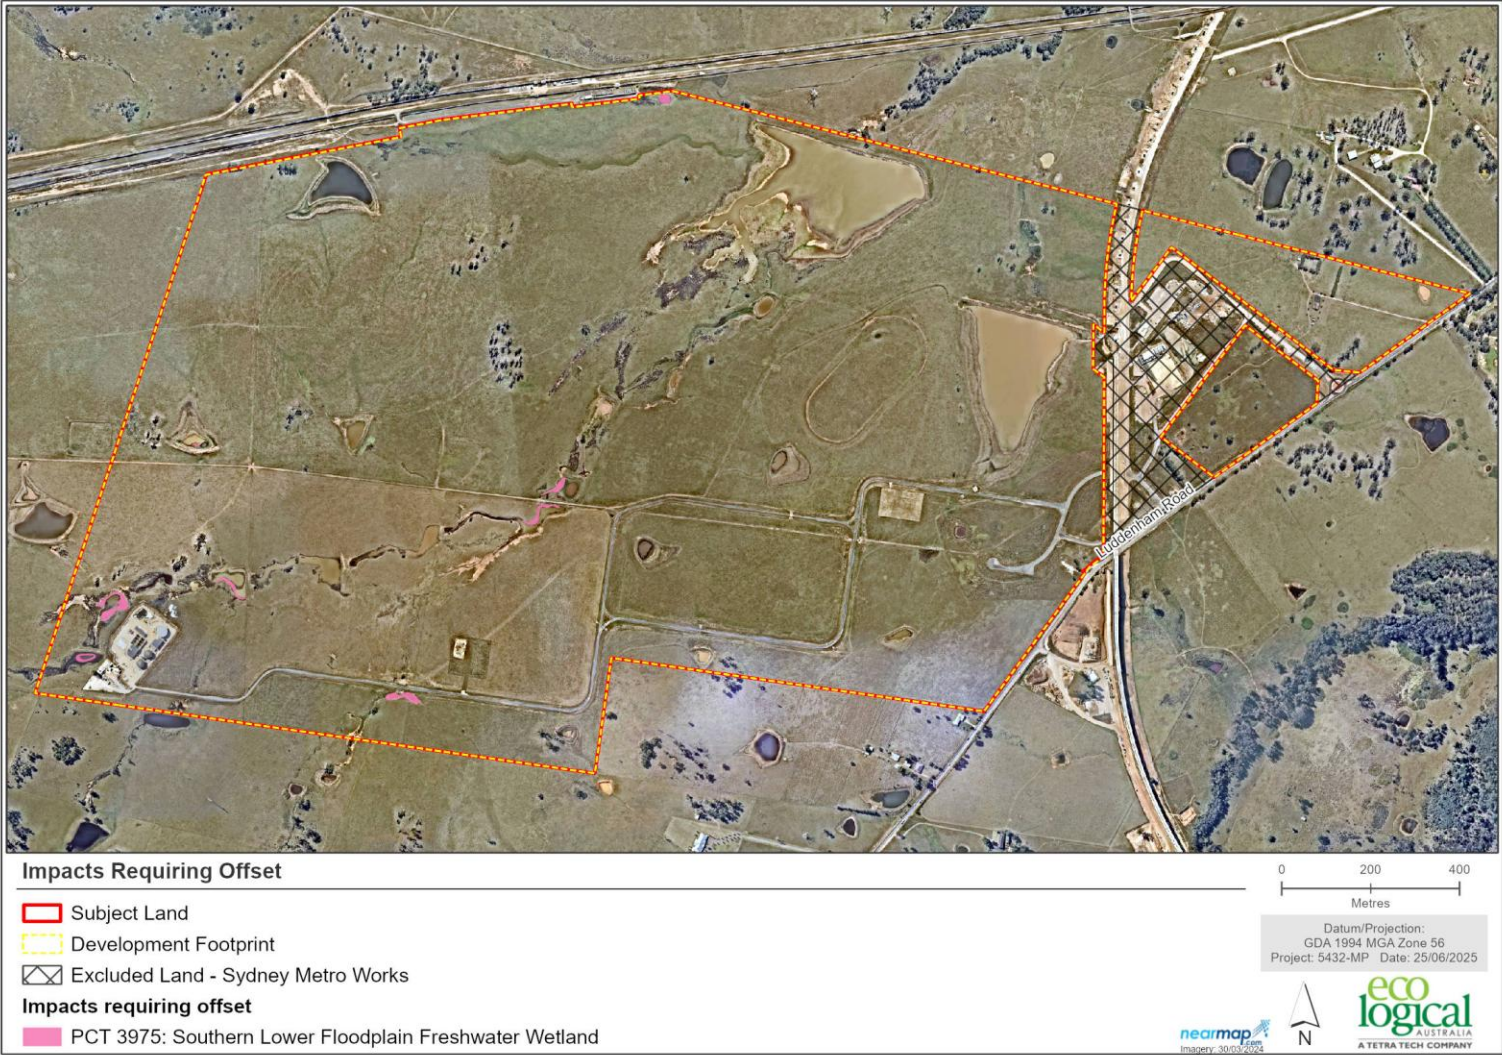 Luddenham Road
Impacts Requiring Offset
Subject Land
Development Footprint
Excluded Land - Sydney Metro Works
Impacts requiring offset
PCT 3975: Southern Lower Floodplain Freshwater Wetland
0 200 400
Metres
Datum/Projection:
GDA 1994 MGA Zone 56
Project: 5432-MP Date: 25/06/2025
nearmap.com
Imagery: 30/03/2024
N
eco
logical
AUSTRALIA
A TETRA TECH COMPANY